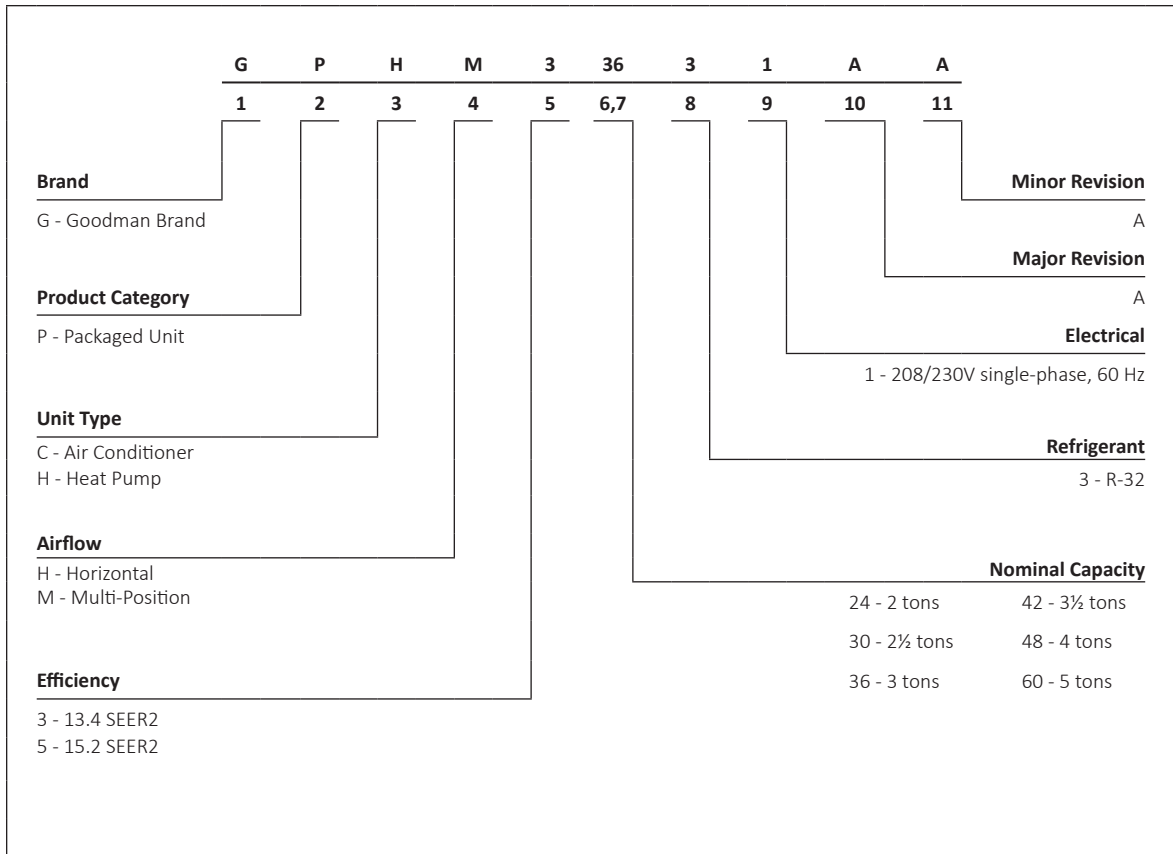 G P H M 3 36 3 1 A A
1 2 3 4 5 6,7 8 9 10 11
Brand
G - Goodman Brand
Product Category
P - Packaged Unit
Unit Type
C - Air Conditioner
H - Heat Pump
Airflow
H - Horizontal
M - Multi-Position
Efficiency
3 - 13.4 SEER2
5 - 15.2 SEER2
Minor Revision
A
Major Revision
A
Electrical
1 - 208/230V single-phase, 60 Hz
Refrigerant
3 - R-32
Nominal Capacity
24 - 2 tons 42 - 3½ tons
30 - 2½ tons 48 - 4 tons
36 - 3 tons 60 - 5 tons